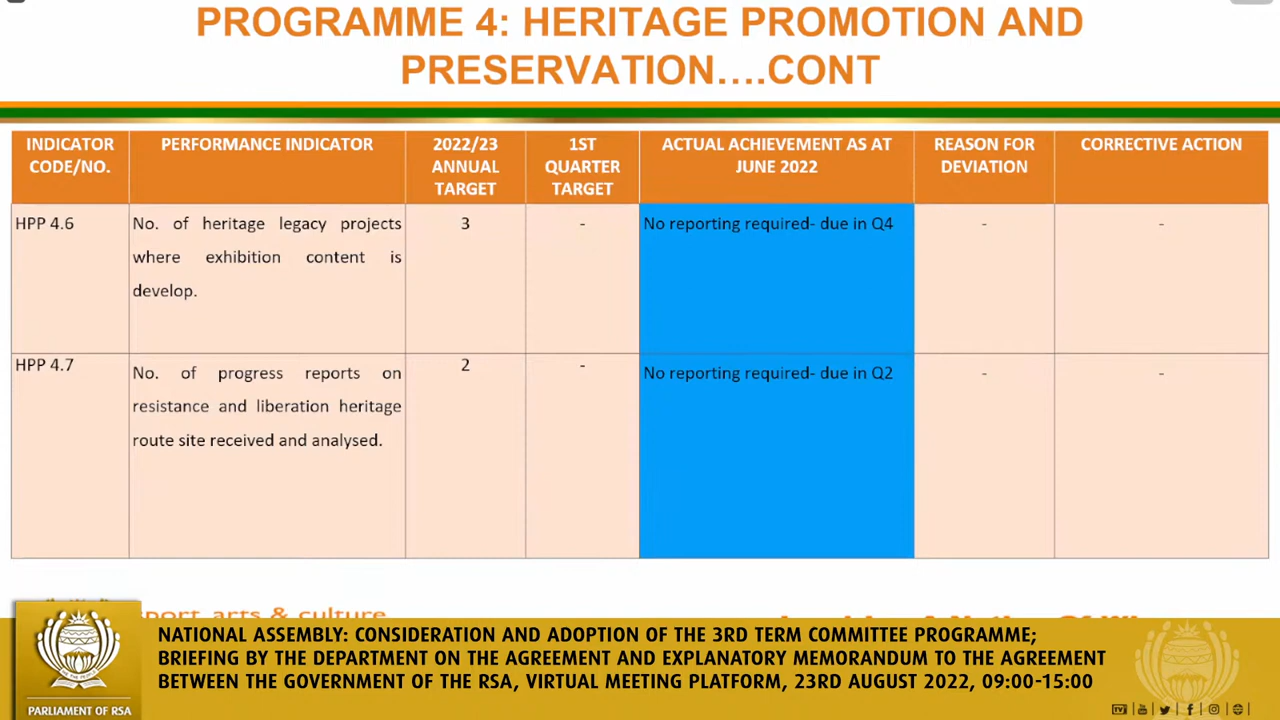 PROGRAMME 4: HERITAGE PROMOTION AND
PRESERVATION....CONT
INDICATOR CODE/NO.
PERFORMANCE INDICATOR
2022/23 ANNUAL TARGET
1ST QUARTER TARGET
ACTUAL ACHIEVEMENT AS AT JUNE 2022
REASON FOR DEVIATION
CORRECTIVE ACTION
HPP 4.6
No. of heritage legacy projects
where exhibition content is
develop.
3
-
No reporting required- due in Q4
-
-
HPP 4.7
No. of progress reports on
resistance and liberation heritage
route site received and analysed.
2
-
No reporting required- due in Q2
-
-
sport, arts & culture
NATIONAL ASSEMBLY: CONSIDERATION AND ADOPTION OF THE 3RD TERM COMMITTEE PROGRAMME;
BRIEFING BY THE DEPARTMENT ON THE AGREEMENT AND EXPLANATORY MEMORANDUM TO THE AGREEMENT
BETWEEN THE GOVERNMENT OF THE RSA, VIRTUAL MEETING PLATFORM, 23RD AUGUST 2022, 09:00-15:00
PARLIAMENT OF RSA